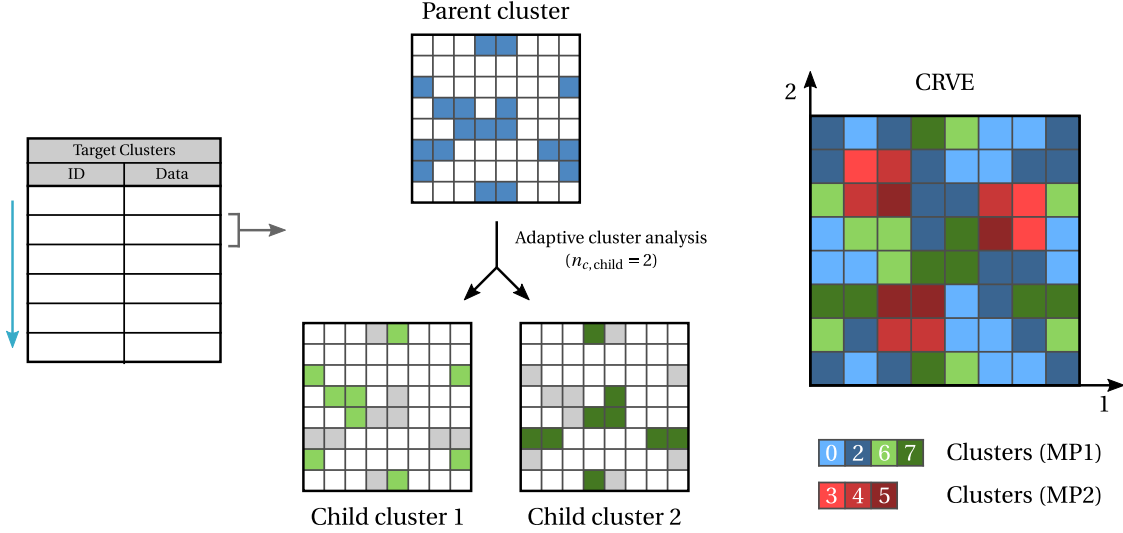 Parent cluster
Target Clusters
ID Data
Adaptive cluster analysis
(n_{c, child} = 2)
Child cluster 1
Child cluster 2
CRVE
2
1
0 2 6 7 Clusters (MP1)
3 4 5 Clusters (MP2)